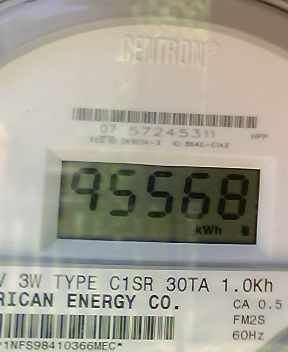 CENTRON®
07 57245311
95568
kWh
V 3W TYPE C1SR 30TA 1.0Kh
RICAN ENERGY CO.
CA 0.5
FM2S
60Hz
*1NFS98410366MEC*